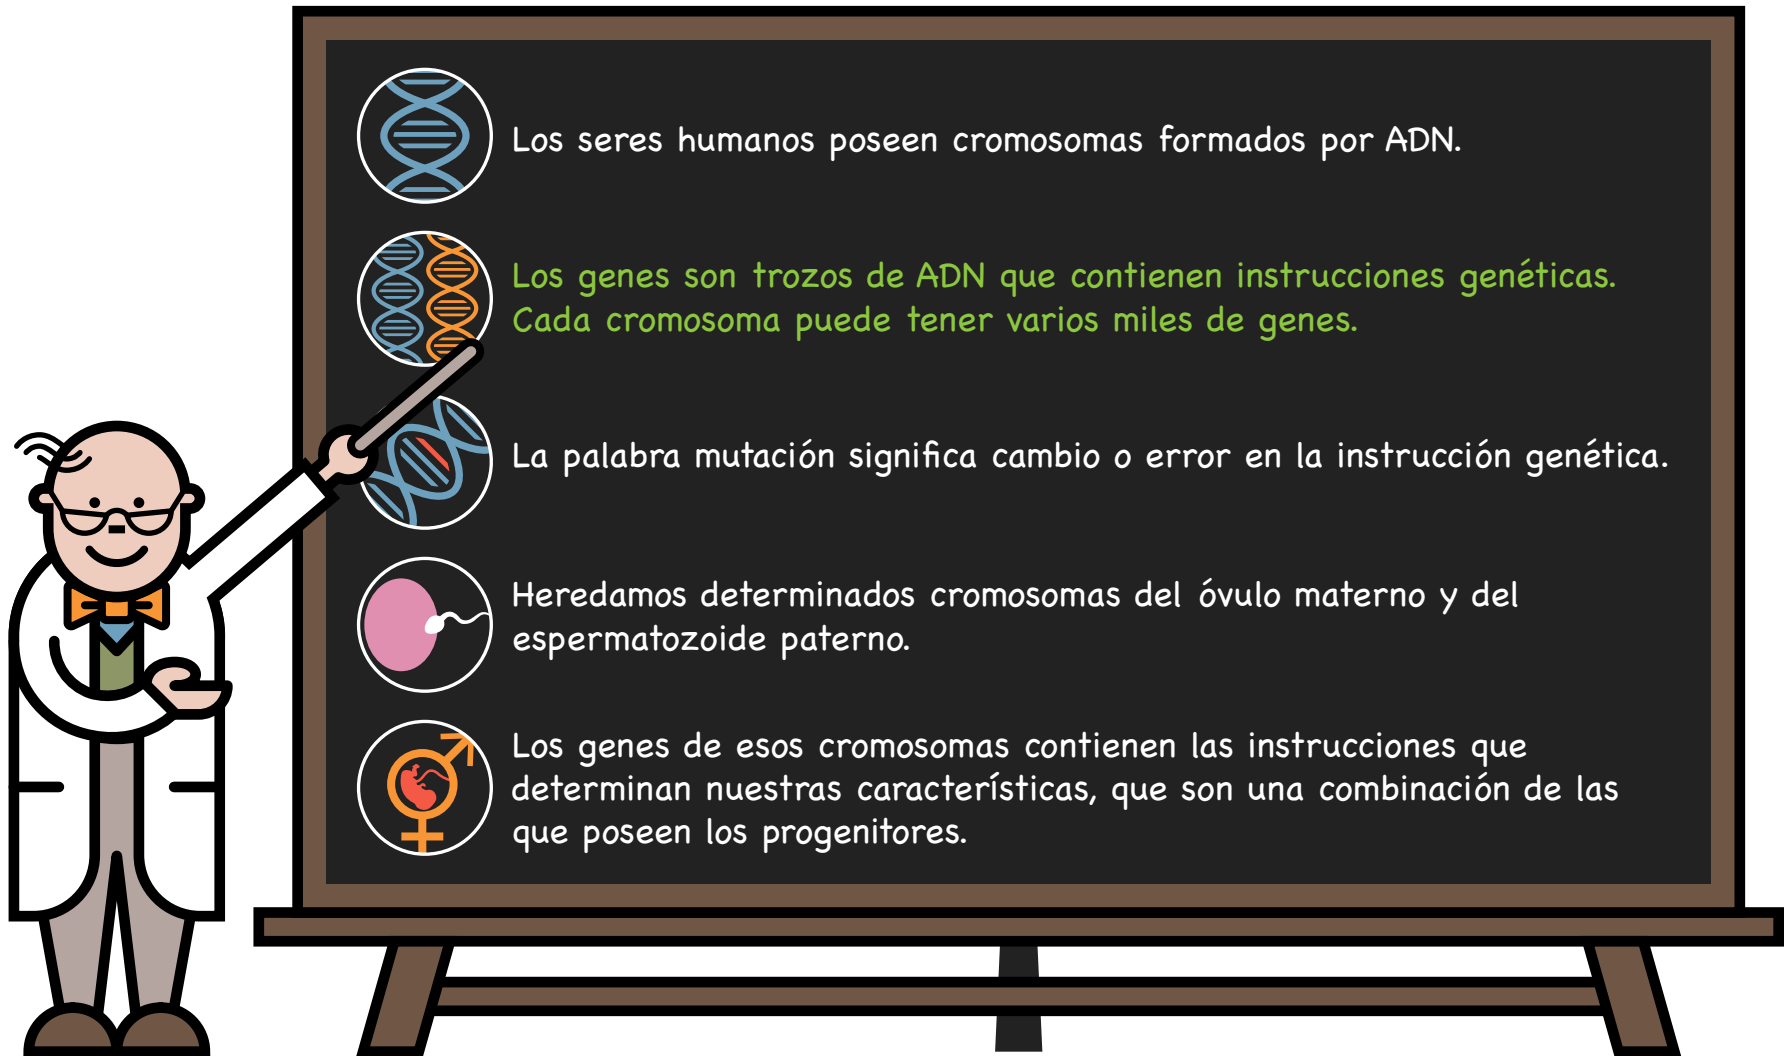 Los seres humanos poseen cromosomas formados por ADN.
Los genes son trozos de ADN que contienen instrucciones genéticas.
Cada cromosoma puede tener varios miles de genes.
La palabra mutación significa cambio o error en la instrucción genética.
Heredamos determinados cromosomas del óvulo materno y del
espermatozoide paterno.
Los genes de esos cromosomas contienen las instrucciones que
determinan nuestras características, que son una combinación de las
que poseen los progenitores.